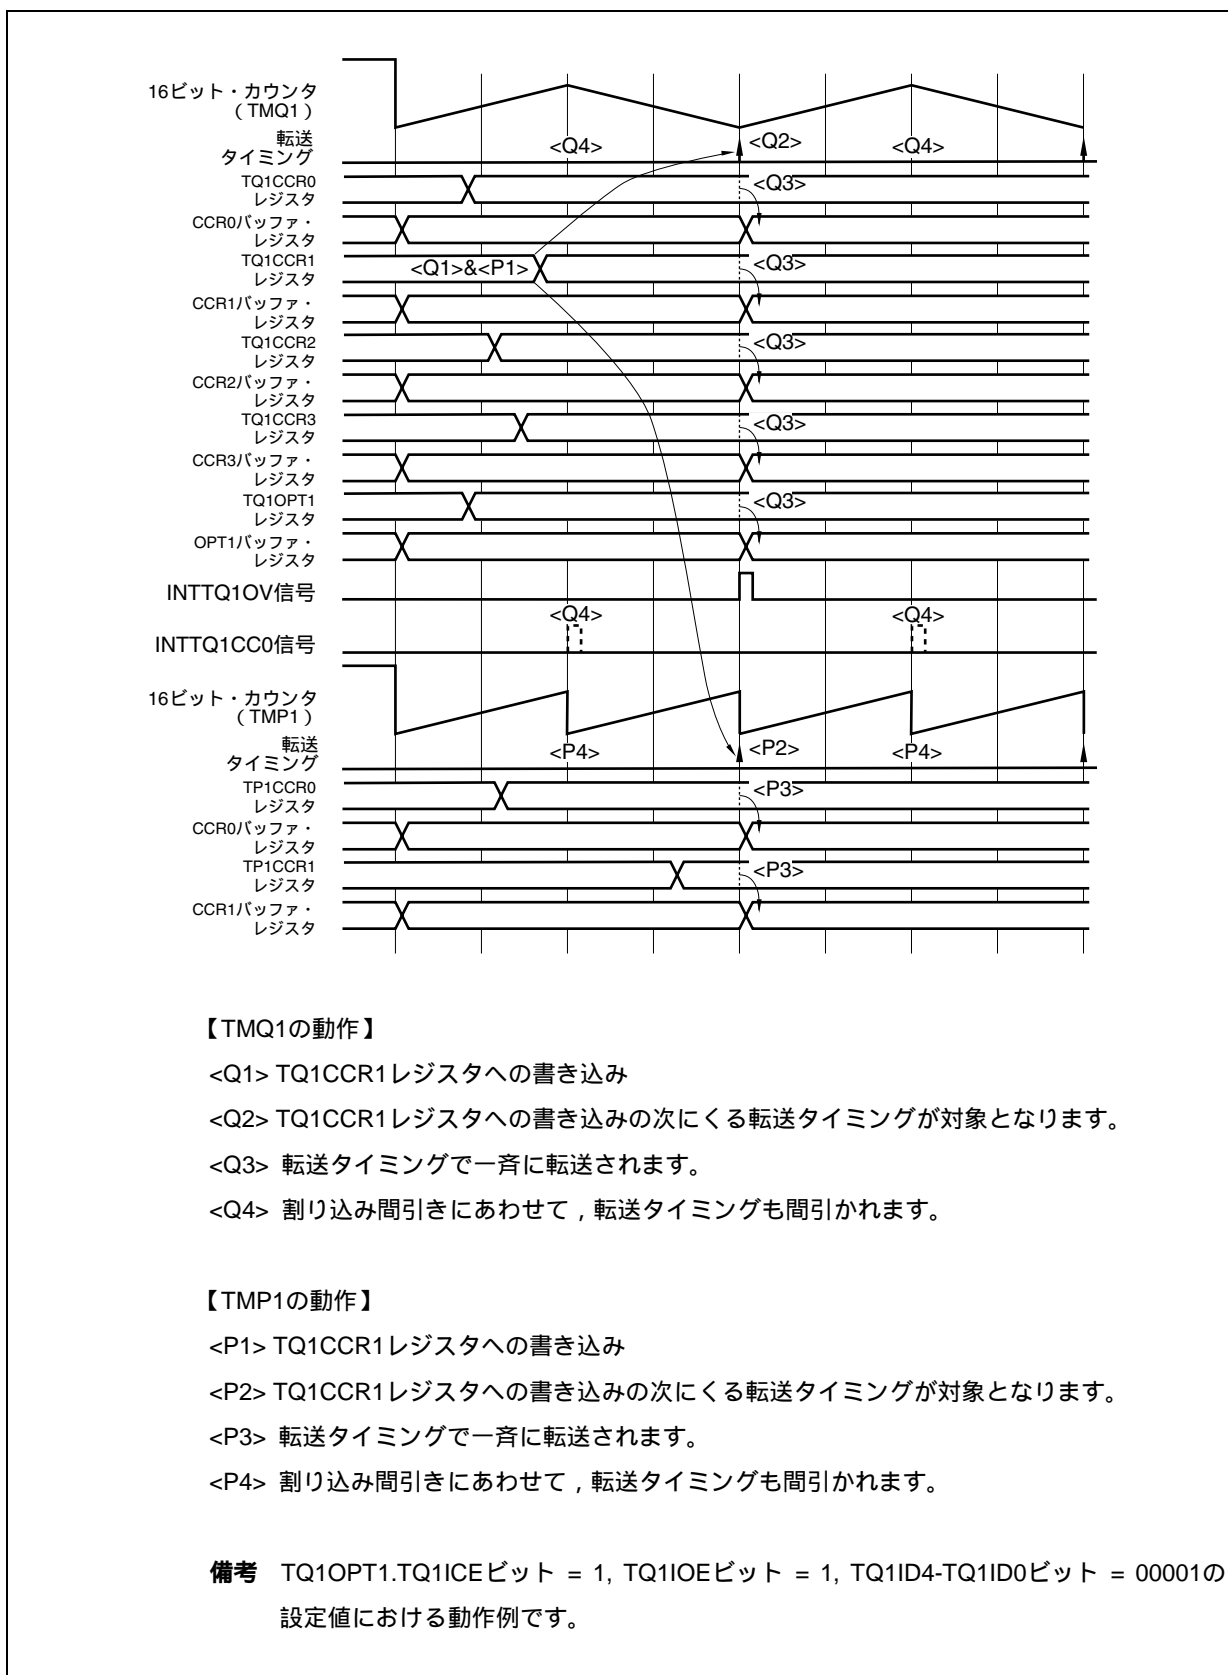 16ビット・カウンタ
（TMQ1）
転送
タイミング
<Q4>
<Q2>
<Q4>
TQ1CCR0
レジスタ
<Q3>
CCR0バッファ・
レジスタ
TQ1CCR1
レジスタ
<Q1>&<P1>
<Q3>
CCR1バッファ・
レジスタ
TQ1CCR2
レジスタ
<Q3>
CCR2バッファ・
レジスタ
TQ1CCR3
レジスタ
<Q3>
CCR3バッファ・
レジスタ
TQ1OPT1
レジスタ
<Q3>
OPT1バッファ・
レジスタ
INTTQ1OV信号
<Q4>
<Q4>
INTTQ1CC0信号
16ビット・カウンタ
（TMP1）
転送
タイミング
<P4>
<P2>
<P4>
TP1CCR0
レジスタ
<P3>
CCR0バッファ・
レジスタ
TP1CCR1
レジスタ
<P3>
CCR1バッファ・
レジスタ
【TMQ1の動作】
<Q1> TQ1CCR1レジスタへの書き込み
<Q2> TQ1CCR1レジスタへの書き込みの次にくる転送タイミングが対象となります。
<Q3> 転送タイミングで一斉に転送されます。
<Q4> 割り込み間引きにあわせて，転送タイミングも間引かれます。
【TMP1の動作】
<P1> TQ1CCR1レジスタへの書き込み
<P2> TQ1CCR1レジスタへの書き込みの次にくる転送タイミングが対象となります。
<P3> 転送タイミングで一斉に転送されます。
<P4> 割り込み間引きにあわせて，転送タイミングも間引かれます。
備考 TQ1OPT1.TQ1ICEビット = 1, TQ1IOEビット = 1, TQ1ID4-TQ1ID0ビット = 00001の
設定値における動作例です。